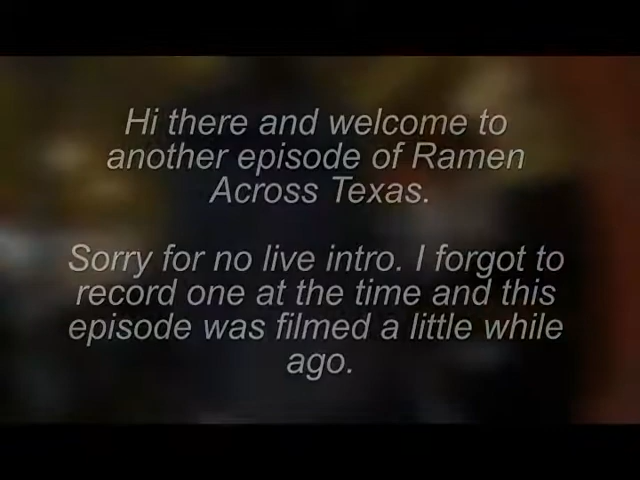 Hi there and welcome to
another episode of Ramen
Across Texas.
Sorry for no live intro. I forgot to
record one at the time and this
episode was filmed a little while
ago.